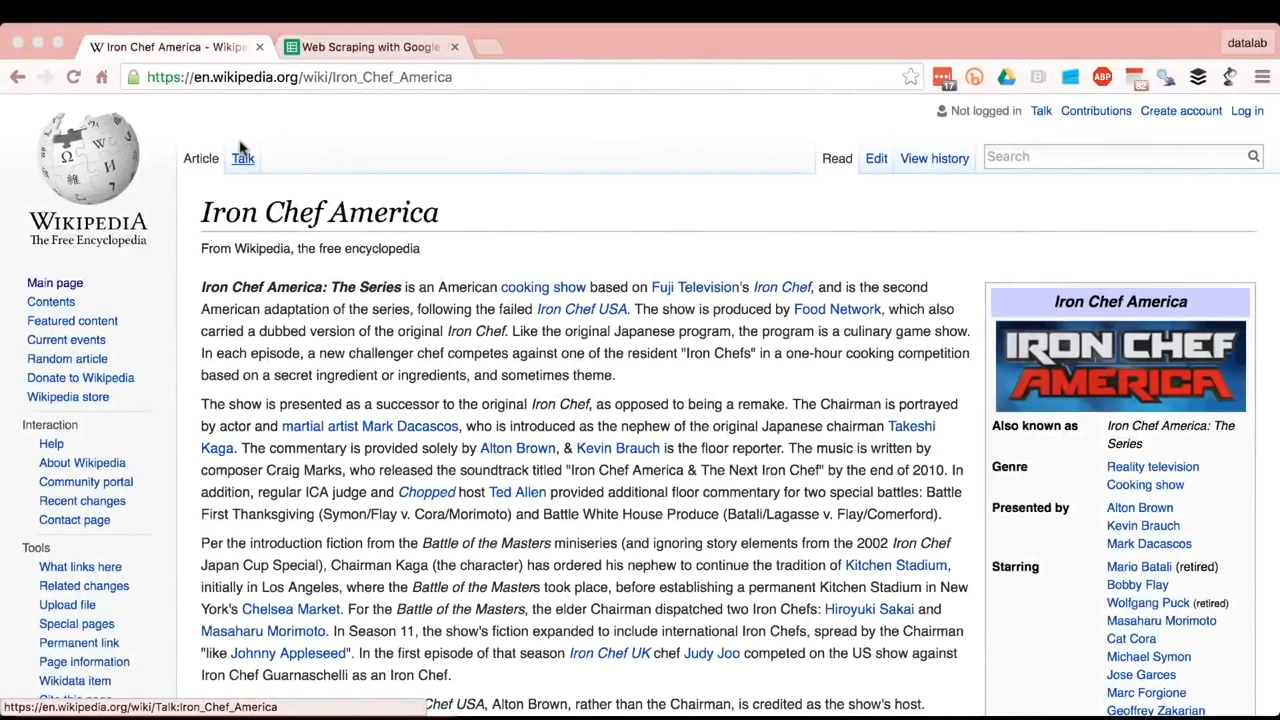 Iron Chef America - Wikipe
Web Scraping with Google
datalab
https://en.wikipedia.org/wiki/Iron_Chef_America
17
ABP
52
Not logged in Talk Contributions Create account Log in
Article Talk Read Edit View history Search
WIKIPEDIA
The Free Encyclopedia
Main page
Contents
Featured content
Current events
Random article
Donate to Wikipedia
Wikipedia store
Interaction
Help
About Wikipedia
Community portal
Recent changes
Contact page
Tools
What links here
Related changes
Upload file
Special pages
Permanent link
Page information
Wikidata item
Cite this page
Iron Chef America
From Wikipedia, the free encyclopedia
Iron Chef America: The Series is an American cooking show based on Fuji Television's Iron Chef, and is the second
American adaptation of the series, following the failed Iron Chef USA. The show is produced by Food Network, which also
carried a dubbed version of the original Iron Chef. Like the original Japanese program, the program is a culinary game show.
In each episode, a new challenger chef competes against one of the resident "Iron Chefs" in a one-hour cooking competition
based on a secret ingredient or ingredients, and sometimes theme.
The show is presented as a successor to the original Iron Chef, as opposed to being a remake. The Chairman is portrayed
by actor and martial artist Mark Dacascos, who is introduced as the nephew of the original Japanese chairman Takeshi
Kaga. The commentary is provided solely by Alton Brown, & Kevin Brauch is the floor reporter. The music is written by
composer Craig Marks, who released the soundtrack titled "Iron Chef America & The Next Iron Chef" by the end of 2010. In
addition, regular ICA judge and Chopped host Ted Allen provided additional floor commentary for two special battles: Battle
First Thanksgiving (Symon/Flay v. Cora/Morimoto) and Battle White House Produce (Batali/Lagasse v. Flay/Comerford).
Per the introduction fiction from the Battle of the Masters miniseries (and ignoring story elements from the 2002 Iron Chef
Japan Cup Special), Chairman Kaga (the character) has ordered his nephew to continue the tradition of Kitchen Stadium,
initially in Los Angeles, where the Battle of the Masters took place, before establishing a permanent Kitchen Stadium in New
York's Chelsea Market. For the Battle of the Masters, the elder Chairman dispatched two Iron Chefs: Hiroyuki Sakai and
Masaharu Morimoto. In Season 11, the show's fiction expanded to include international Iron Chefs, spread by the Chairman
"like Johnny Appleseed". In the first episode of that season Iron Chef UK chef Judy Joo competed on the US show against
Iron Chef Guarnaschelli as an Iron Chef.
Chef USA, Alton Brown, rather than the Chairman, is credited as the show's host.
Iron Chef America
IRON CHEF
AMERICA
Also known as Iron Chef America: The
Series
Genre Reality television
Cooking show
Presented by Alton Brown
Kevin Brauch
Mark Dacascos
Starring Mario Batali (retired)
Bobby Flay
Wolfgang Puck (retired)
Masaharu Morimoto
Cat Cora
Michael Symon
Jose Garces
Marc Forgione
Geoffrey Zakarian
https://en.wikipedia.org/wiki/Talk:Iron_Chef_America